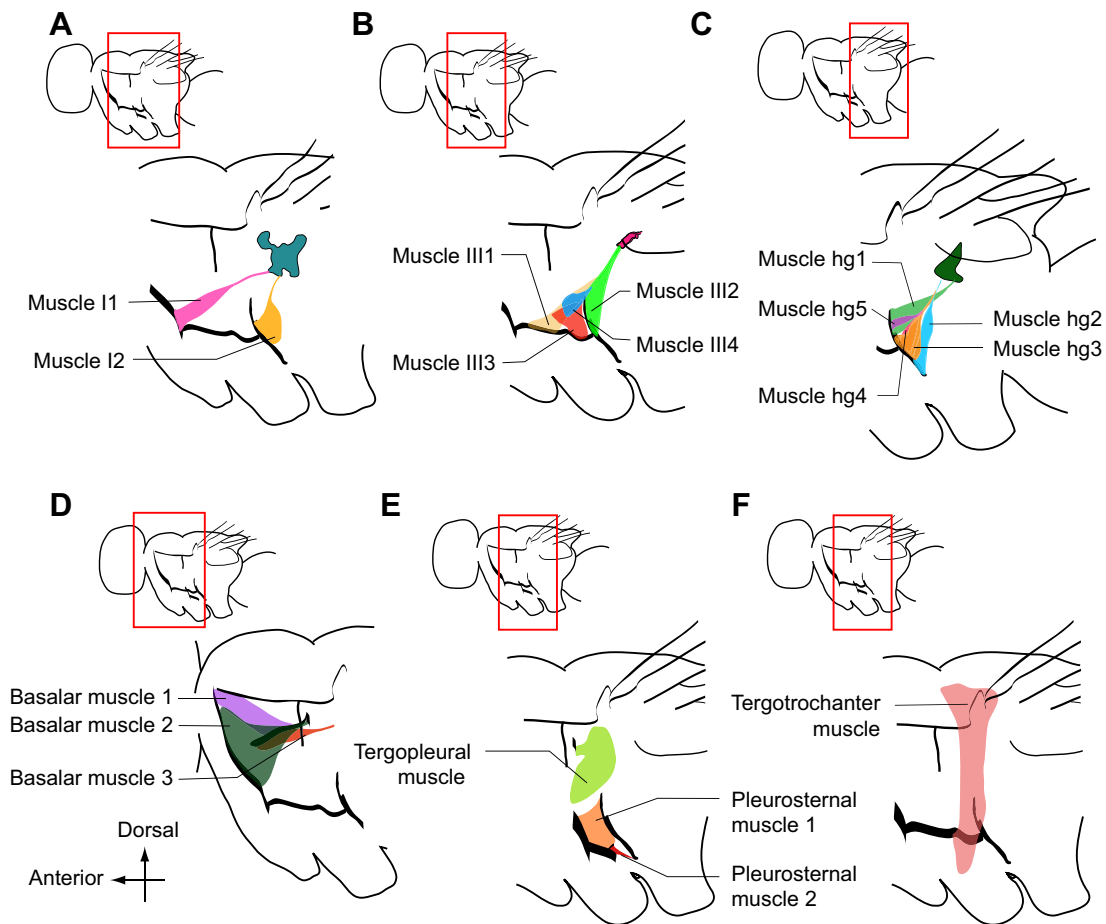 A
B
C
Muscle I1
Muscle I2
Muscle III1
Muscle III2
Muscle III3
Muscle III4
Muscle hg1
Muscle hg5
Muscle hg2
Muscle hg3
Muscle hg4
D
E
F
Basalar muscle 1
Basalar muscle 2
Basalar muscle 3
Dorsal
Anterior
Tergopleural
muscle
Pleurosternal
muscle 1
Pleurosternal
muscle 2
Tergotrochanter
muscle